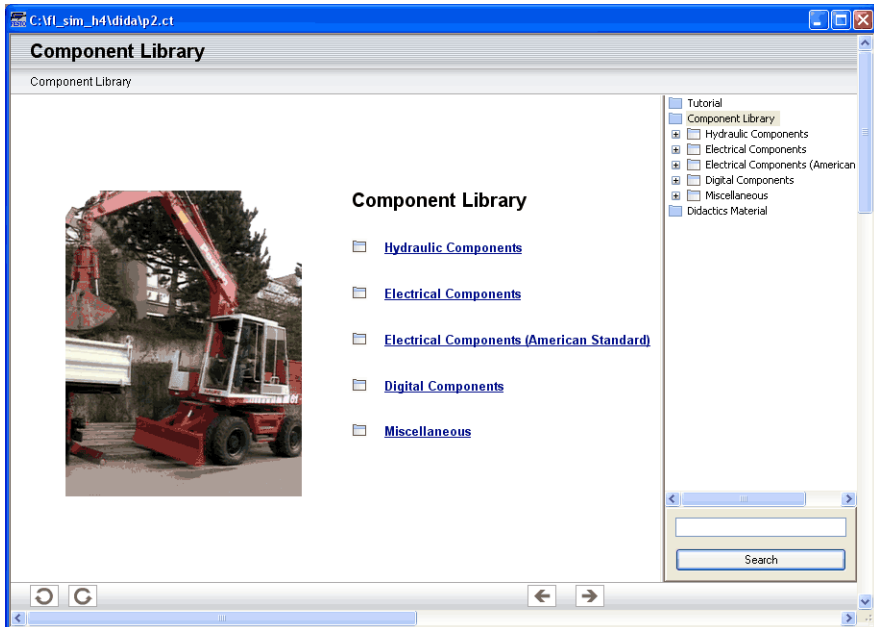 C:\fl_sim_h4\dida\p2.ct
Component Library
Component Library
Component Library
Hydraulic Components
Electrical Components
Electrical Components (American Standard)
Digital Components
Miscellaneous
Tutorial
Component Library
Hydraulic Components
Electrical Components
Electrical Components (American
Digital Components
Miscellaneous
Didactics Material
Search